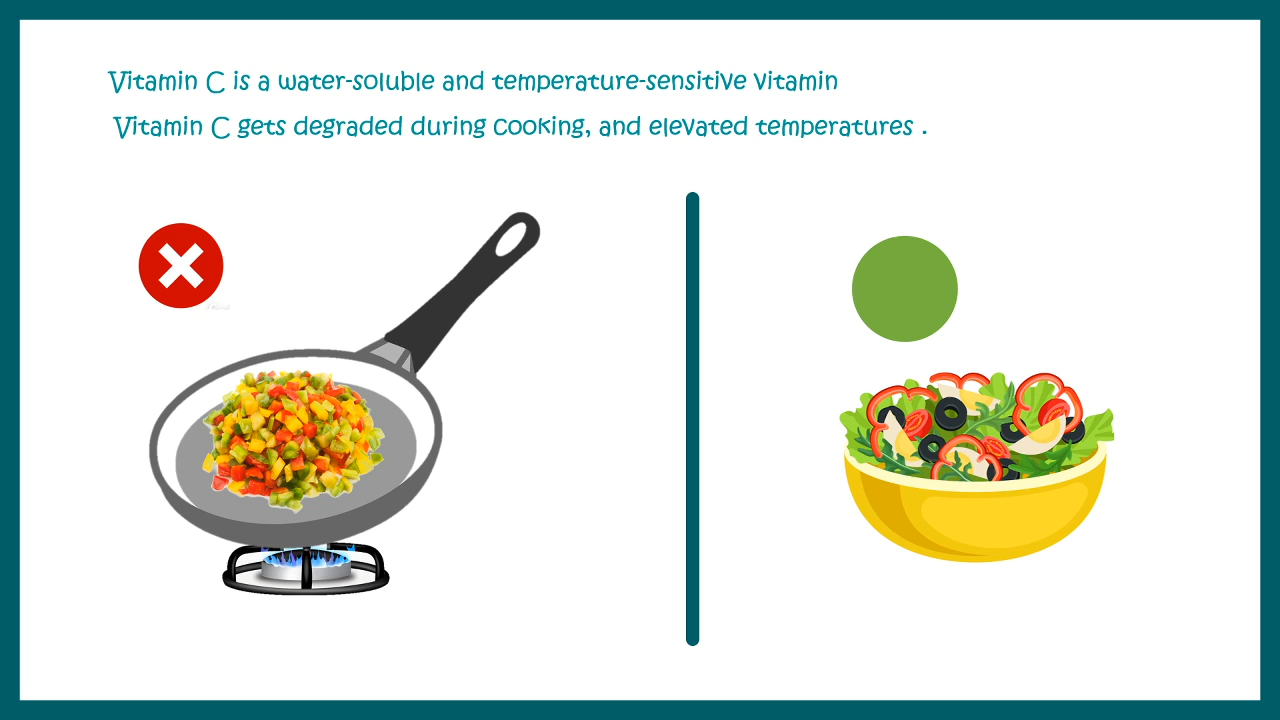 Vitamin C is a water-soluble and temperature-sensitive vitamin
Vitamin C gets degraded during cooking, and elevated temperatures .